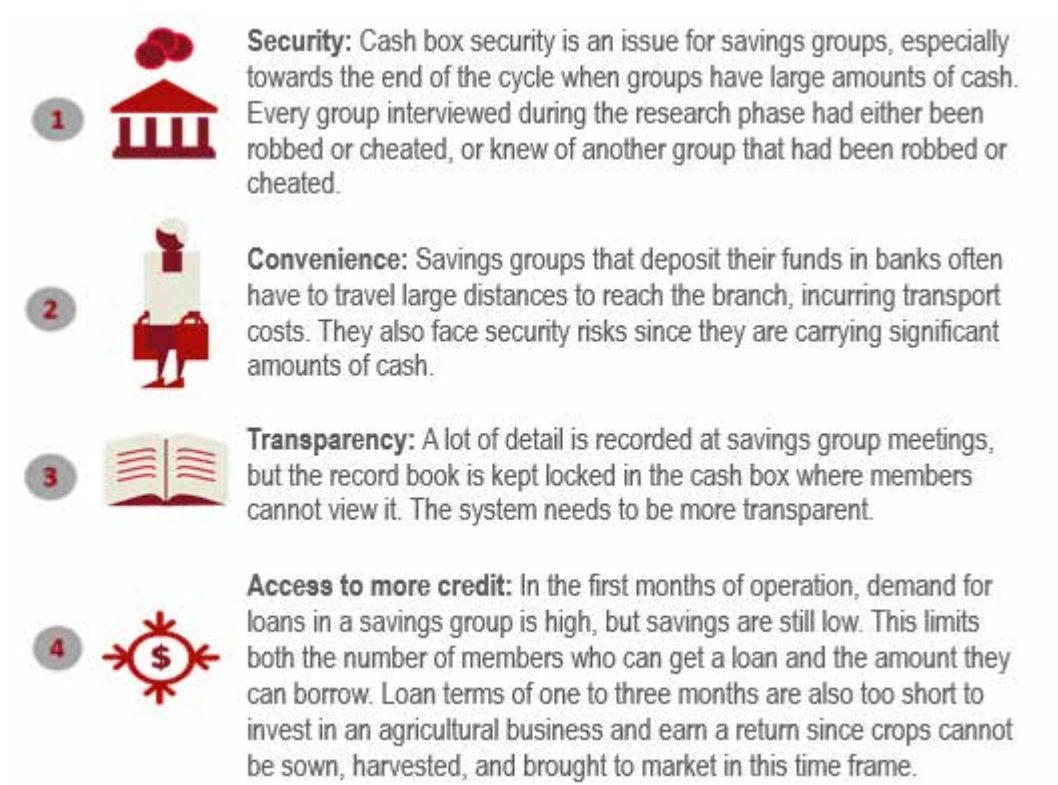 Security: Cash box security is an issue for savings groups, especially
towards the end of the cycle when groups have large amounts of cash.
1
Every group interviewed during the research phase had either been
robbed or cheated, or knew of another group that had been robbed or
cheated.
Convenience: Savings groups that deposit their funds in banks often
have to travel large distances to reach the branch, incurring transport
2
costs. They also face security risks since they are carrying significant
amounts of cash.
Transparency: A lot of detail is recorded at savings group meetings,
3
but the record book is kept locked in the cash box where members
cannot view it. The system needs to be more transparent.
Access to more credit: In the first months of operation, demand for
loans in a savings group is high, but savings are still low. This limits
4
$
both the number of members who can get a loan and the amount they
can borrow. Loan terms of one to three months are also too short to
invest in an agricultural business and earn a return since crops cannot
be sown, harvested, and brought to market in this time frame.